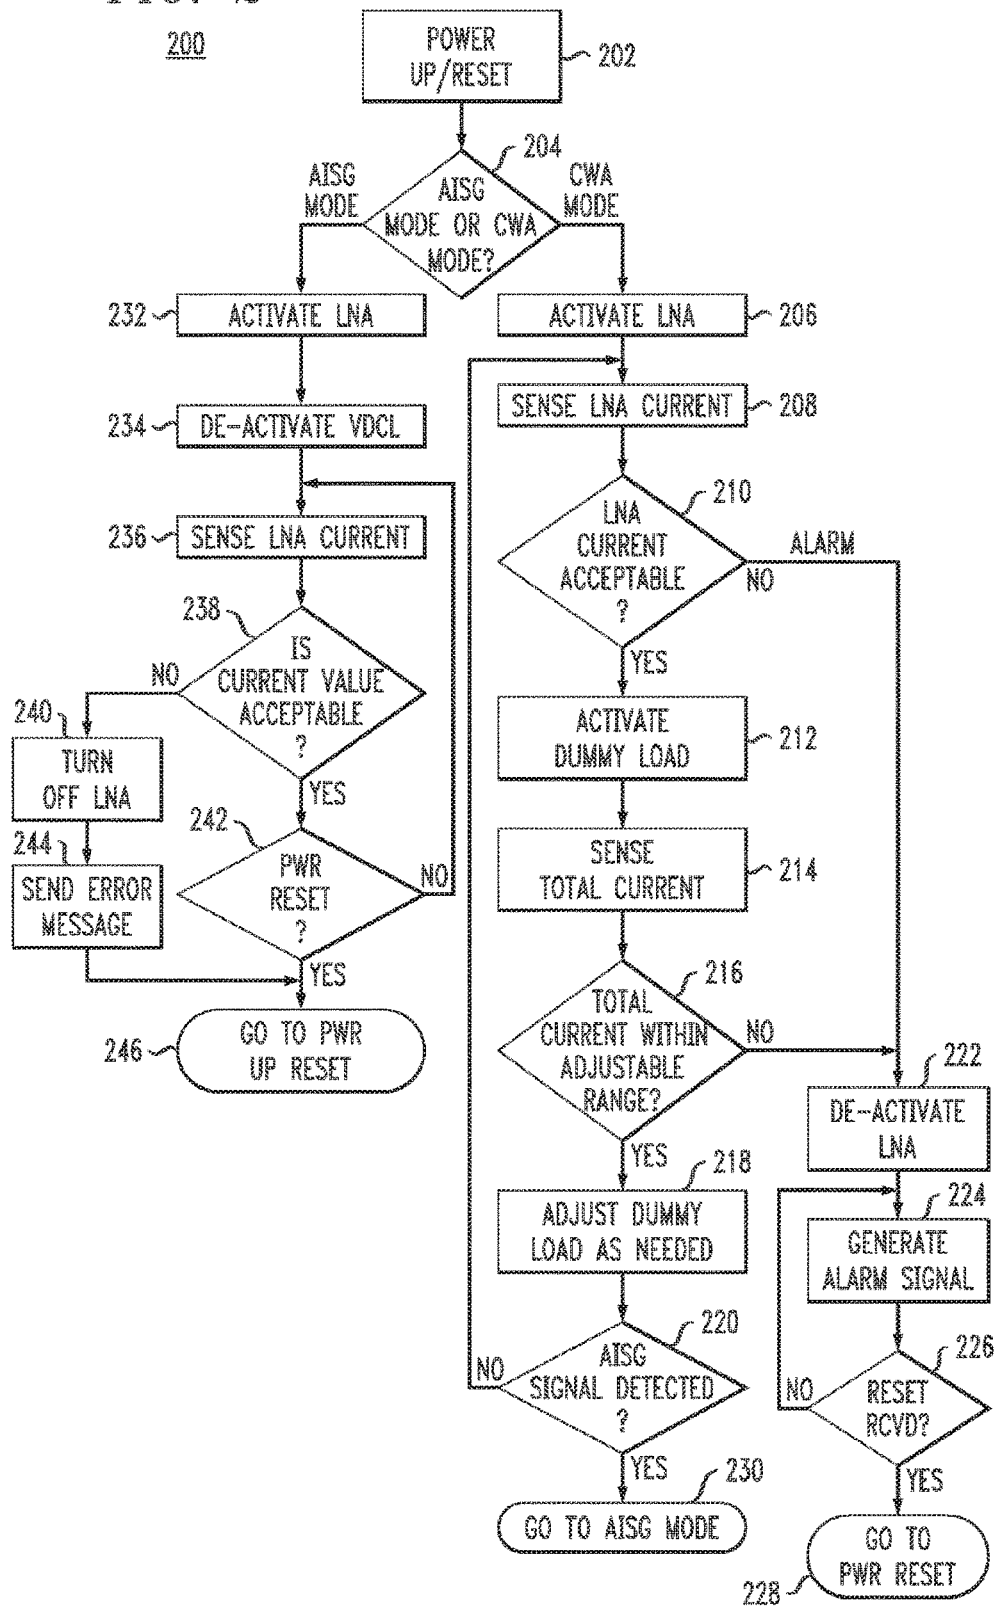 200
POWER
UP/RESET
202
204
AISG
MODE
AISG
MODE OR CWA
MODE?
CWA
MODE
232
ACTIVATE LNA
ACTIVATE LNA
206
234
DE-ACTIVATE VDCL
SENSE LNA CURRENT
208
236
SENSE LNA CURRENT
210
LNA
CURRENT
ACCEPTABLE
?
ALARM
NO
YES
238
IS
CURRENT VALUE
ACCEPTABLE
?
NO
YES
240
TURN
OFF LNA
ACTIVATE
DUMMY LOAD
212
242
PWR
RESET
?
NO
YES
244
SEND ERROR
MESSAGE
SENSE
TOTAL CURRENT
214
246
GO TO PWR
UP RESET
216
TOTAL
CURRENT WITHIN
ADJUSTABLE
RANGE?
NO
YES
222
DE-ACTIVATE
LNA
218
ADJUST DUMMY
LOAD AS NEEDED
224
GENERATE
ALARM SIGNAL
220
AISG
SIGNAL DETECTED
?
NO
YES
226
RESET
RCVD?
NO
YES
230
GO TO AISG MODE
GO TO
PWR RESET
228